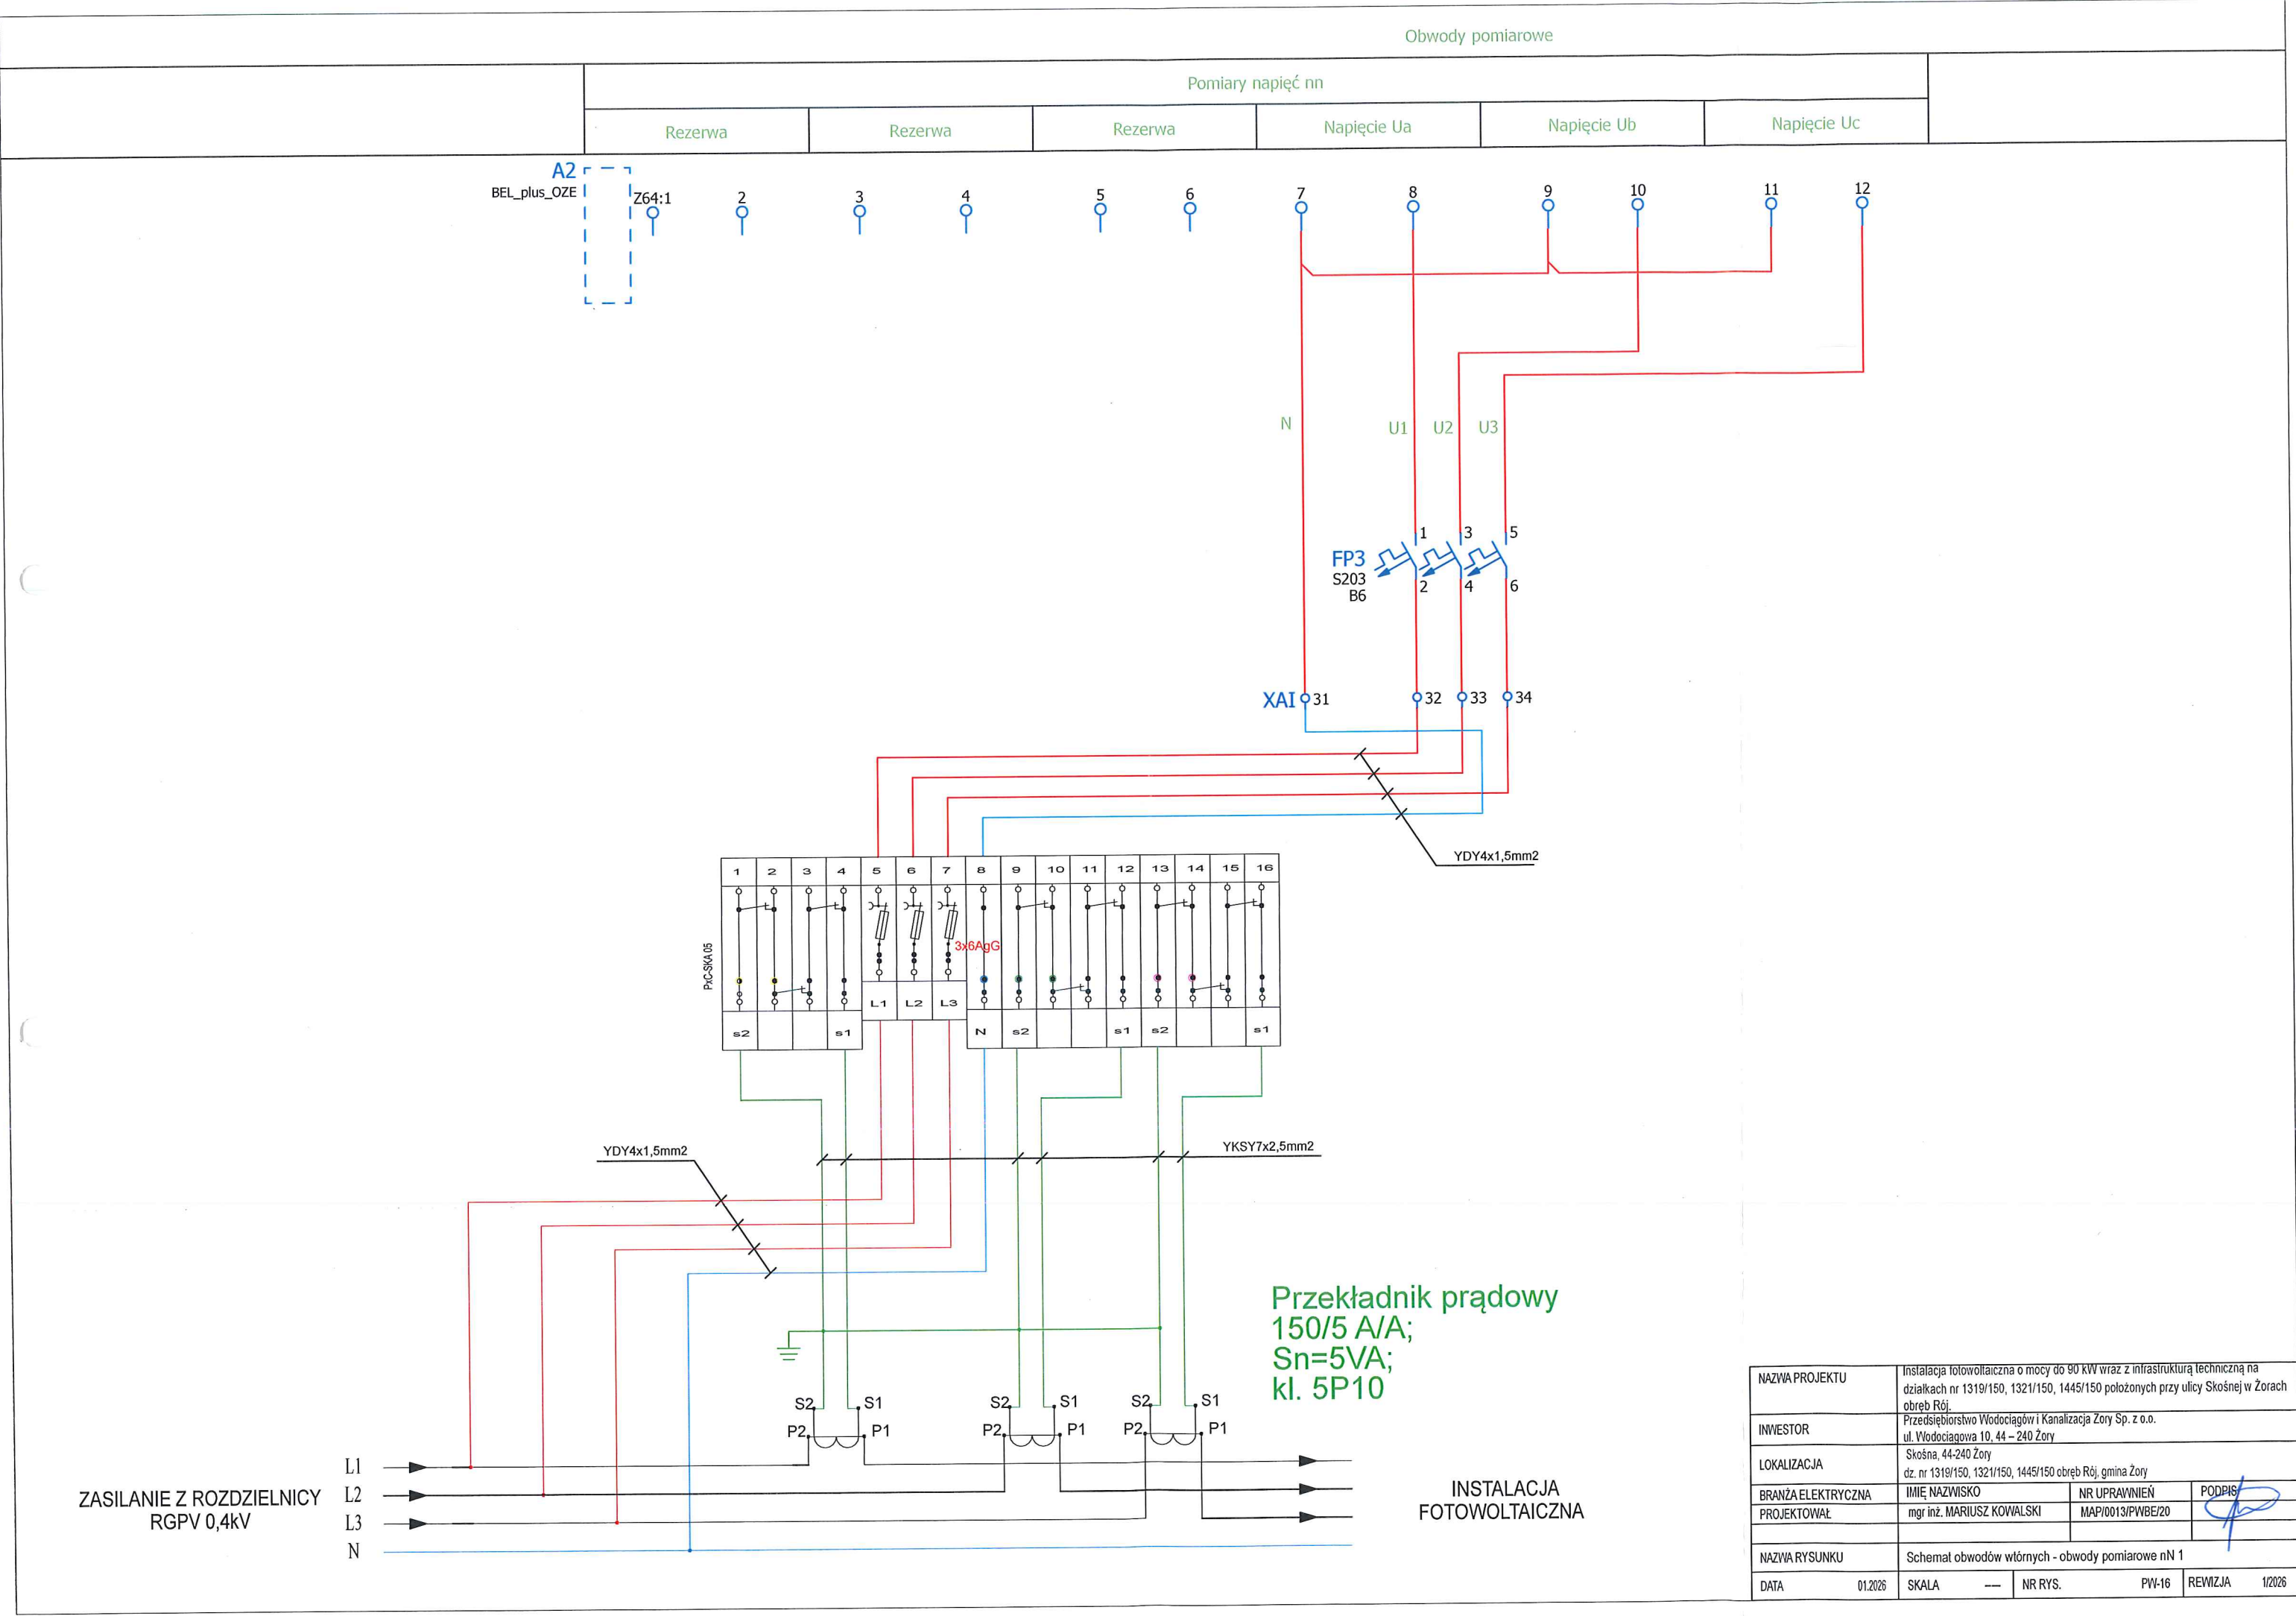 Obwody pomiarowe
Pomiary napięć nn
Rezerwa Rezerwa Rezerwa Napięcie Ua Napięcie Ub Napięcie Uc
A2
BEL_plus_OZE
Z64:1 2 3 4 5 6 7 8 9 10 11 12
N U1 U2 U3
1 3 5
FP3
S203
B6
2 4 6
XAI 31 32 33 34
YDY4x1,5mm2
1 2 3 4 5 6 7 8 9 10 11 12 13 14 15 16
3x6AgG
PxC-SKA 05
L1 L2 L3
s2 s1 N s2 s1 s2 s1
YDY4x1,5mm2
YKSY7x2,5mm2
Przekładnik prądowy
150/5 A/A;
Sn=5VA;
kl. 5P10
S2 S1 S2 S1 S2 S1
P2 P1 P2 P1 P2 P1
L1
L2
L3
N
ZASILANIE Z ROZDZIELNICY
RGPV 0,4kV
INSTALACJA
FOTOWOLTAICZNA
NAZWA PROJEKTU
Instalacja fotowoltaiczna o mocy do 90 kW wraz z infrastrukturą techniczną na
działkach nr 1319/150, 1321/150, 1445/150 położonych przy ulicy Skośnej w Żorach
obręb Rój.
INWESTOR
Przedsiębiorstwo Wodociągów i Kanalizacja Żory Sp. z o.o.
ul. Wodociągowa 10, 44 – 240 Żory
LOKALIZACJA
Skośna, 44-240 Żory
dz. nr 1319/150, 1321/150, 1445/150 obręb Rój, gmina Żory
BRANŻA ELEKTRYCZNA IMIĘ NAZWISKO NR UPRAWNIEŃ PODPIS
PROJEKTOWAŁ mgr inż. MARIUSZ KOWALSKI MAP/0013/PWBE/20
NAZWA RYSUNKU Schemat obwodów wtórnych - obwody pomiarowe nN 1
DATA 01.2026 SKALA ---- NR RYS. PW-16 REWIZJA 1/2026